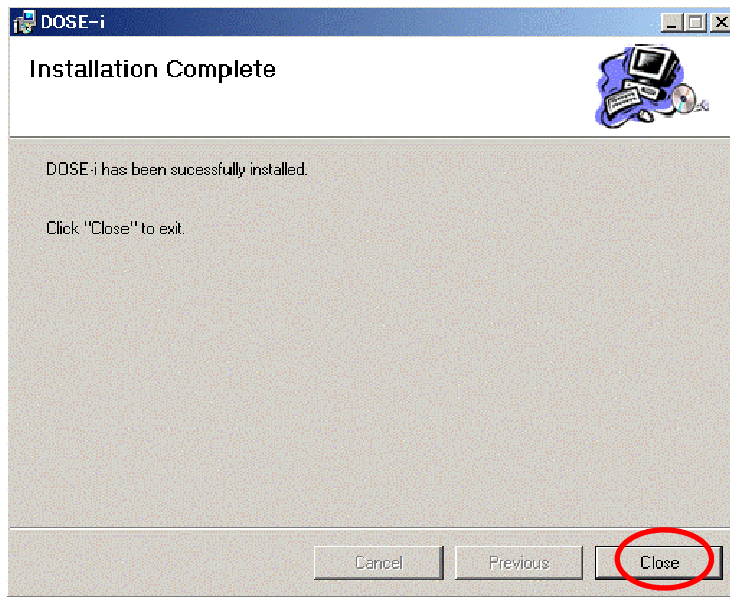 DOSE-i
Installation Complete
DOSE-i has been sucessfully installed.
Click "Close" to exit.
Cancel
Previous
Close